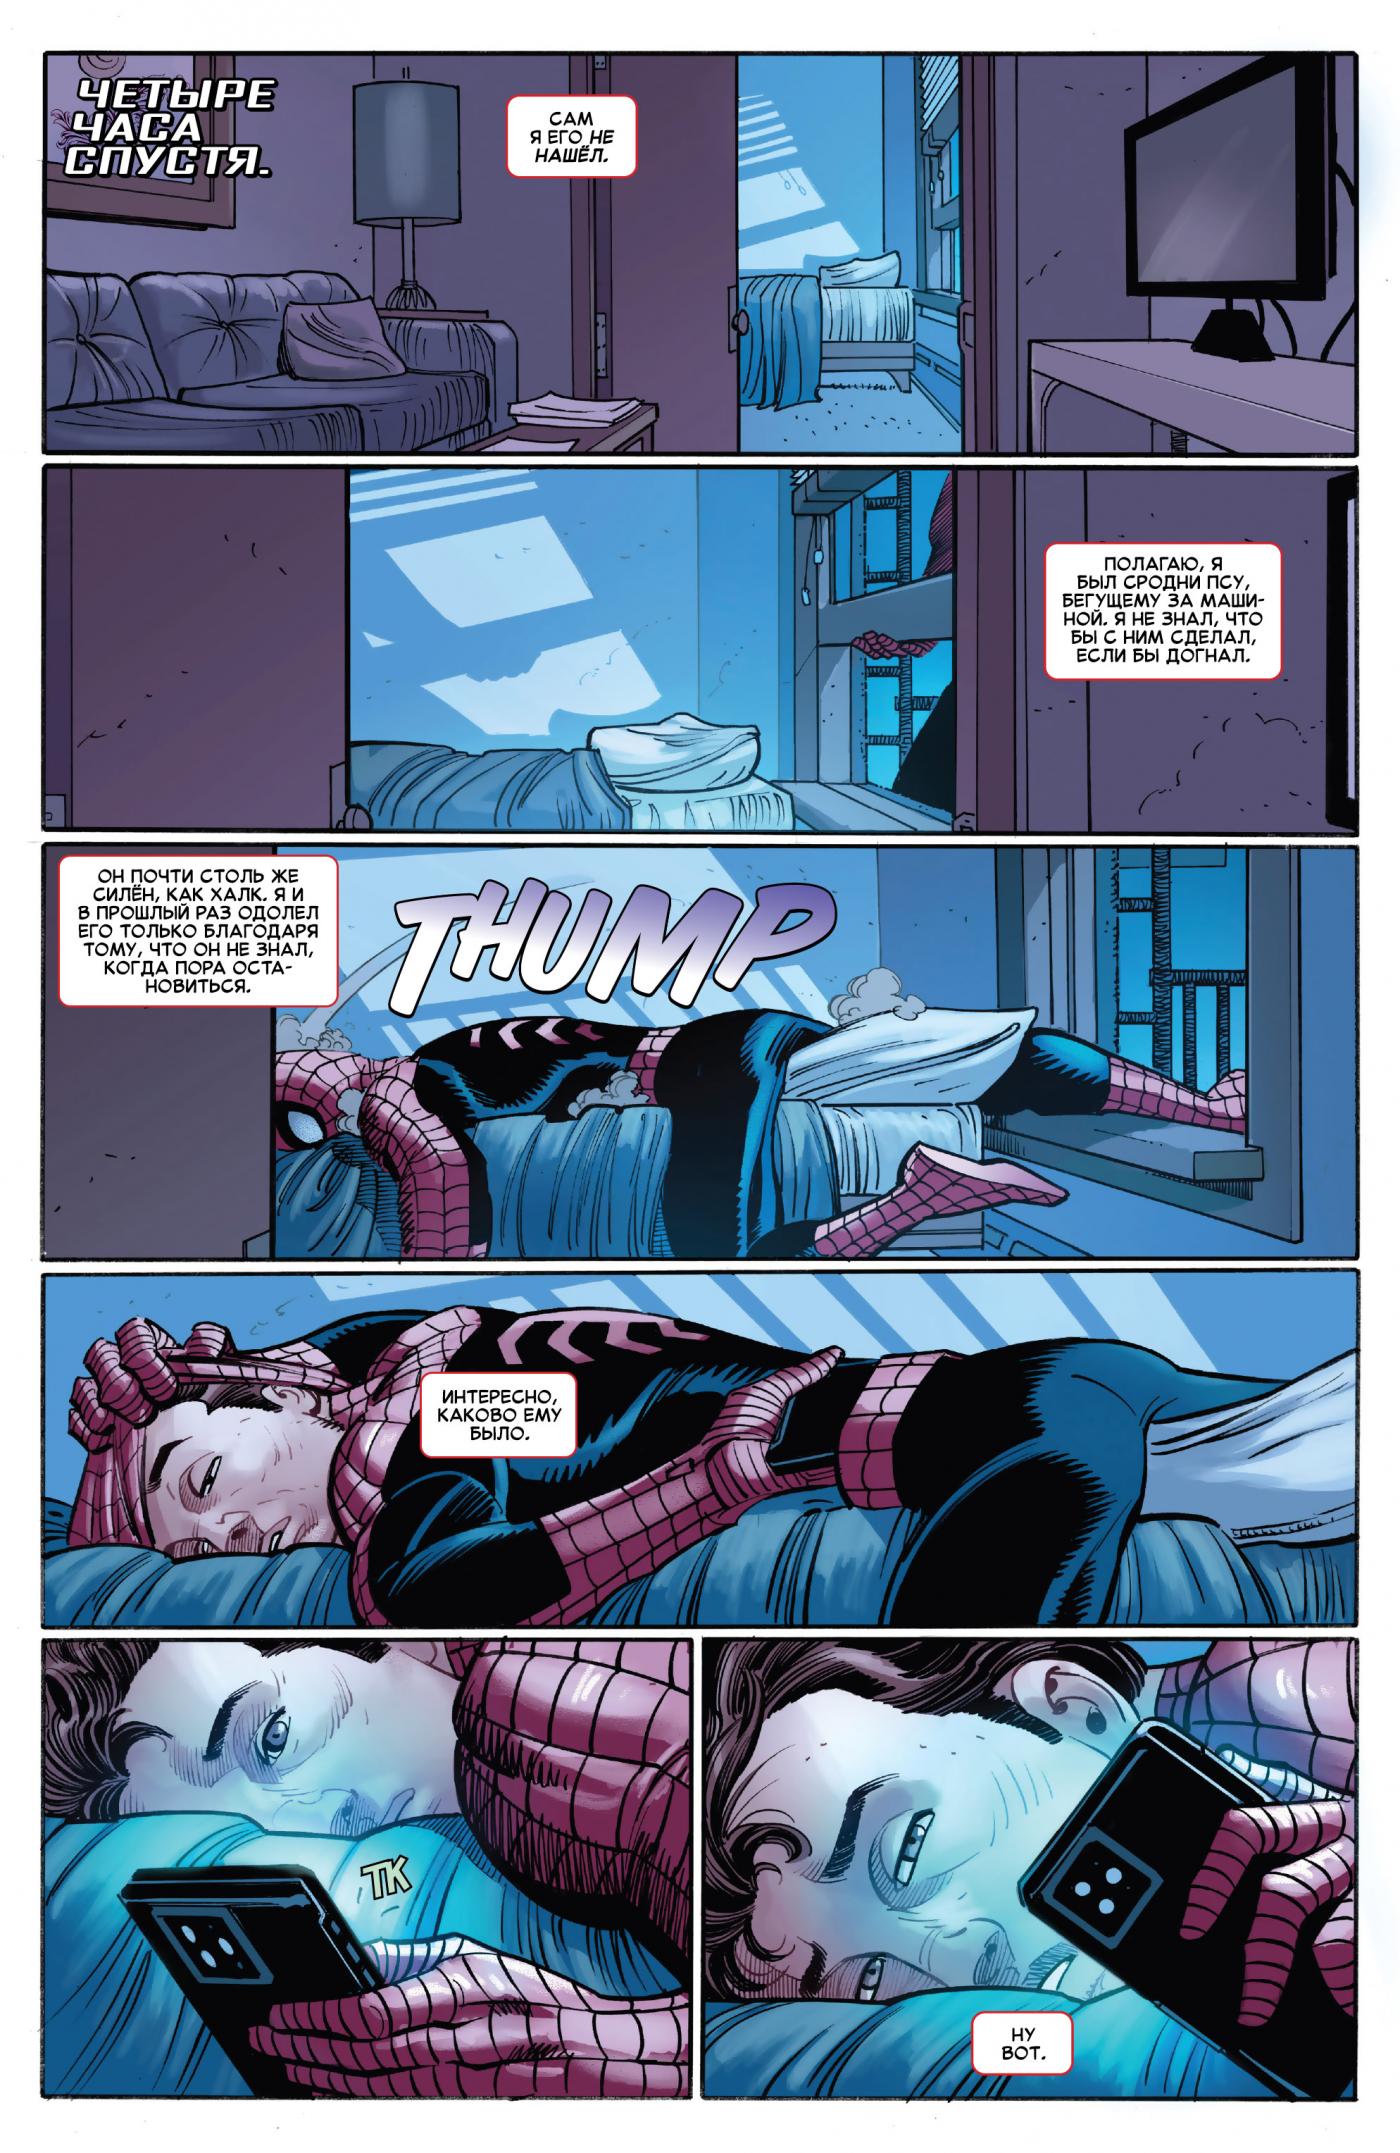 ЧЕТЫРЕ
ЧАСА
СПУСТЯ.
САМ
Я ЕГО НЕ
НАШЁЛ.
ПОЛАГАЮ, Я
БЫЛ СРОДНИ ПСУ,
БЕГУЩЕМУ ЗА МАШИ-
НОЙ. Я НЕ ЗНАЛ, ЧТО
БЫ С НИМ СДЕЛАЛ,
ЕСЛИ БЫ ДОГНАЛ.
ОН ПОЧТИ СТОЛЬ ЖЕ
СИЛЁН, КАК ХАЛК. Я И
В ПРОШЛЫЙ РАЗ ОДОЛЕЛ
ЕГО ТОЛЬКО БЛАГОДАРЯ
ТОМУ, ЧТО ОН НЕ ЗНАЛ,
КОГДА ПОРА ОСТА-
НОВИТЬСЯ.
THUMP
ИНТЕРЕСНО,
КАКОВО ЕМУ
БЫЛО.
TK
НУ
ВОТ.